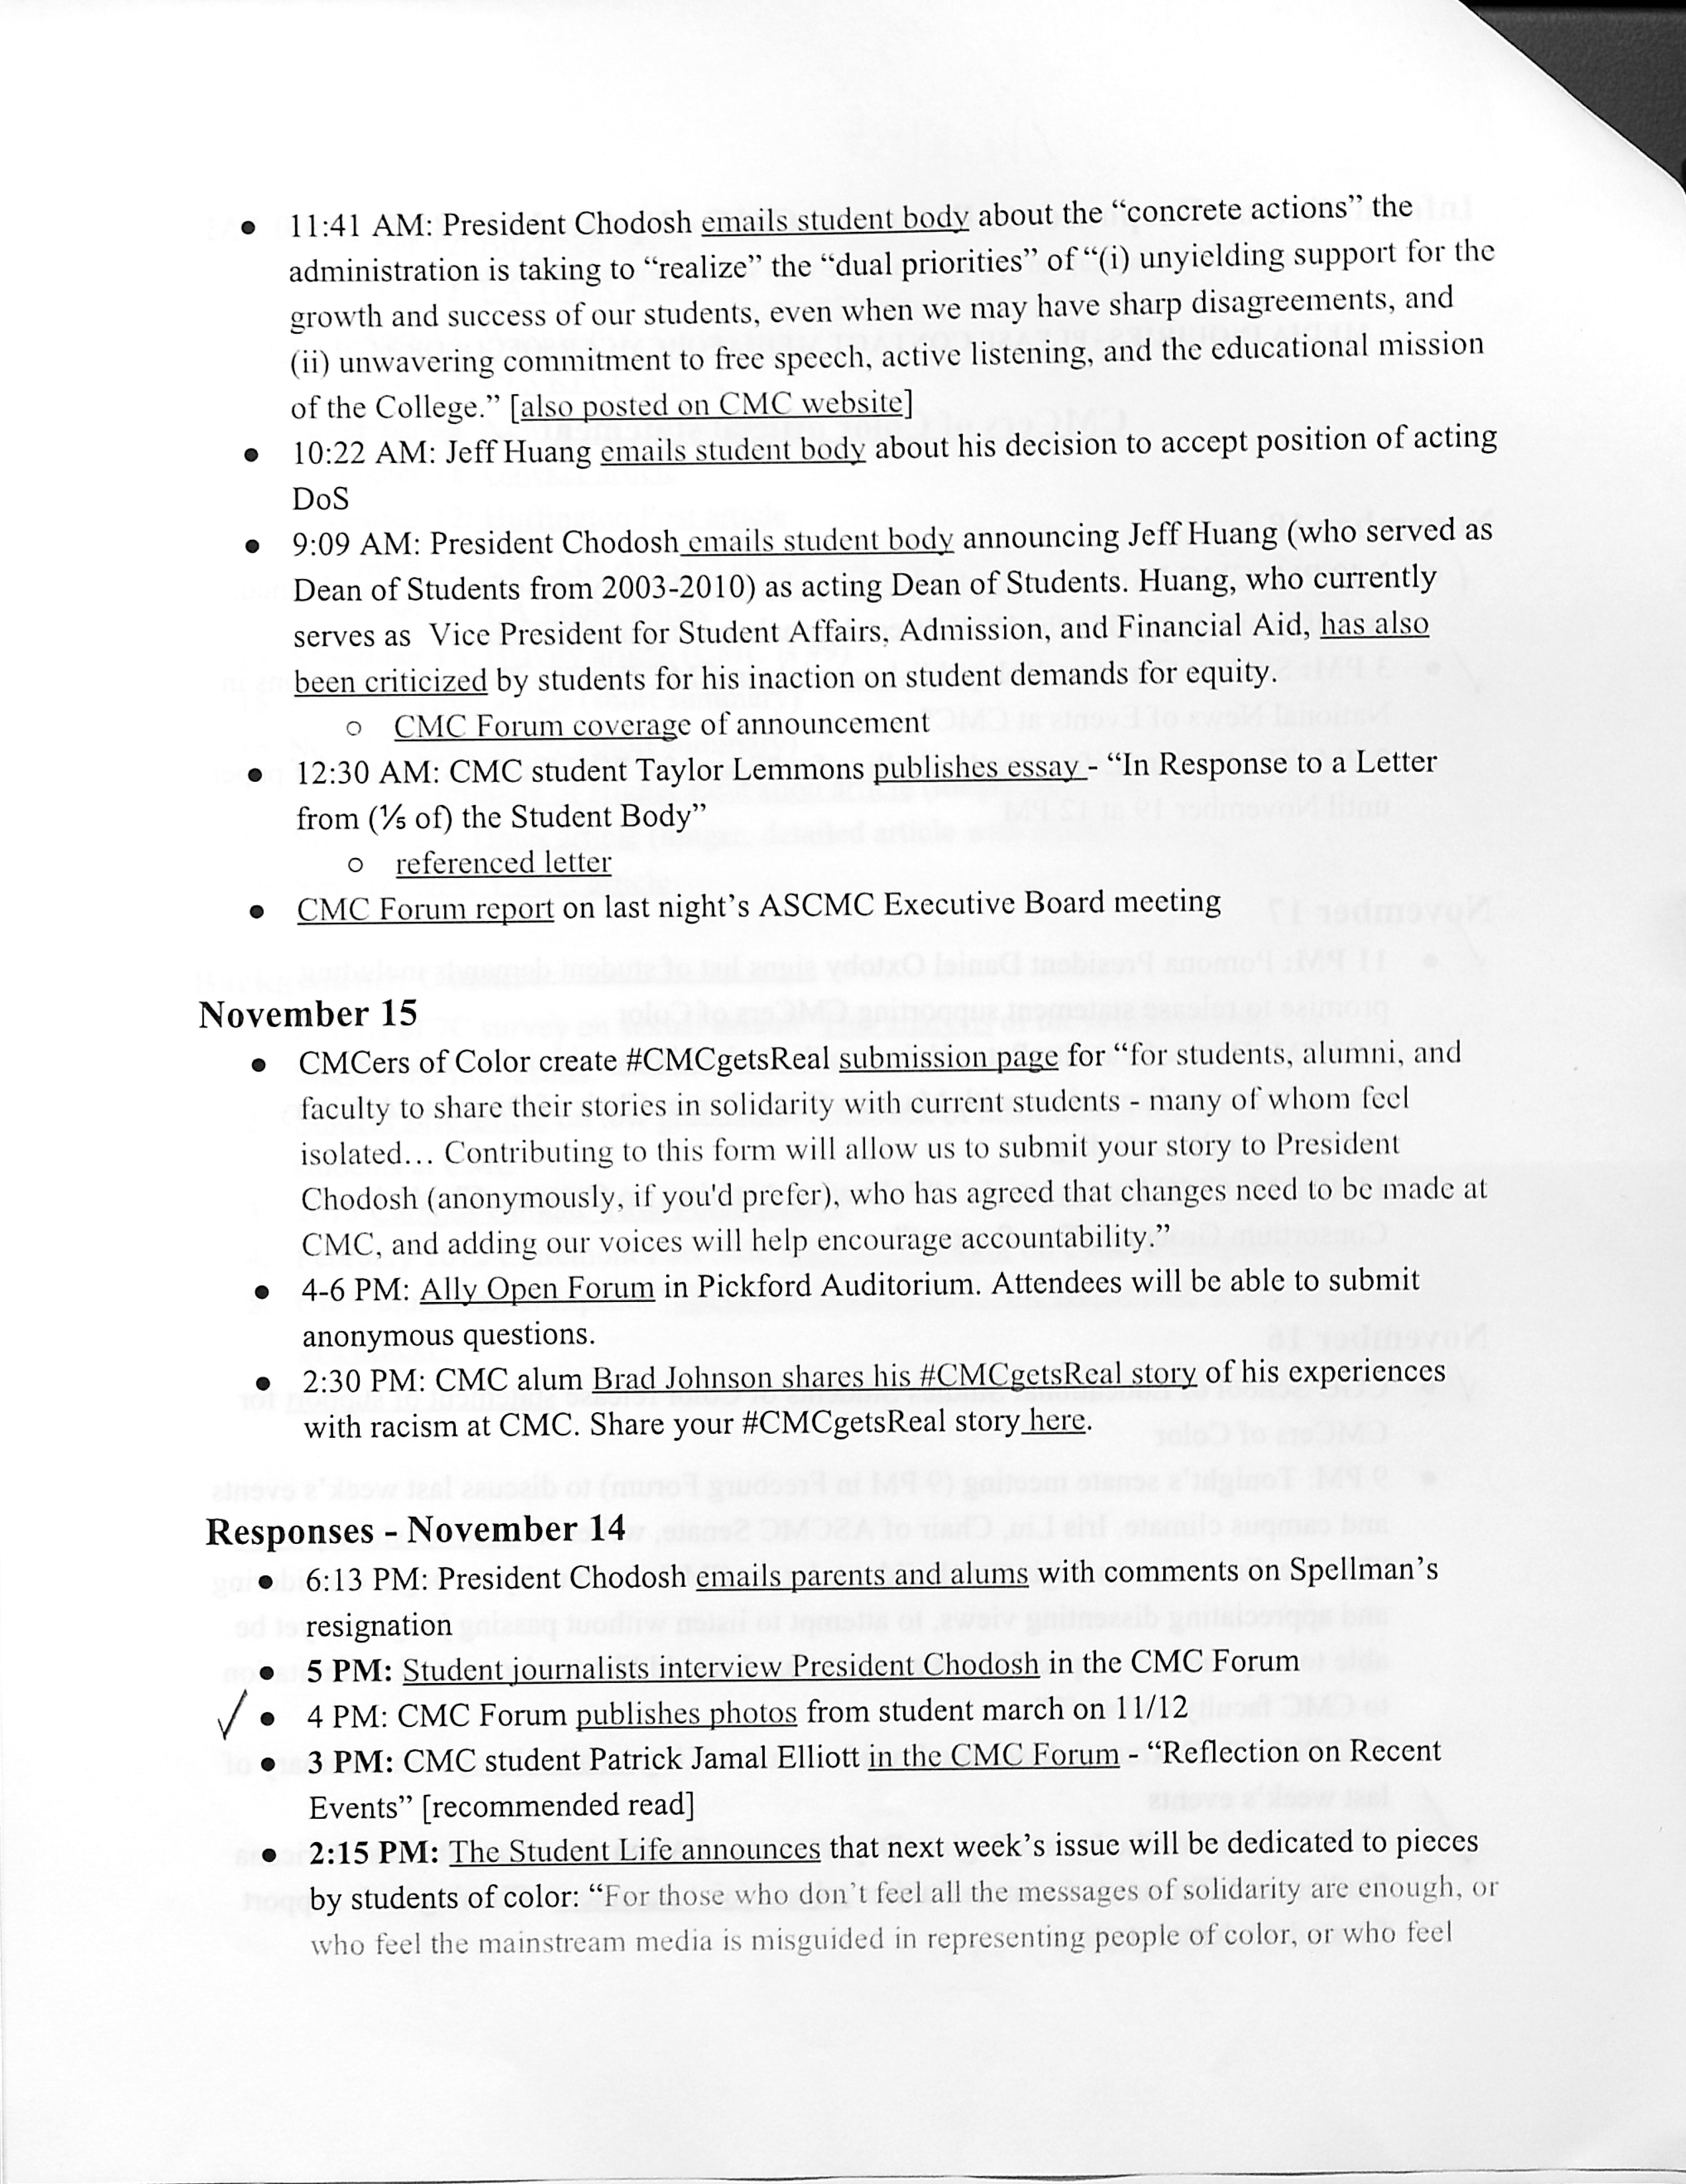 • 11:41 AM: President Chodosh emails student body about the “concrete actions” the
administration is taking to “realize” the “dual priorities” of “(i) unyielding support for the
growth and success of our students, even when we may have sharp disagreements, and
(ii) unwavering commitment to free speech, active listening, and the educational mission
of the College.” [also posted on CMC website]
• 10:22 AM: Jeff Huang emails student body about his decision to accept position of acting
DoS
• 9:09 AM: President Chodosh emails student body announcing Jeff Huang (who served as
Dean of Students from 2003-2010) as acting Dean of Students. Huang, who currently
serves as Vice President for Student Affairs, Admission, and Financial Aid, has also
been criticized by students for his inaction on student demands for equity.
○ CMC Forum coverage of announcement
• 12:30 AM: CMC student Taylor Lemmons publishes essay - “In Response to a Letter
from (⅕ of) the Student Body”
○ referenced letter
• CMC Forum report on last night’s ASCMC Executive Board meeting
November 15
• CMCers of Color create #CMCgetsReal submission page for “for students, alumni, and
faculty to share their stories in solidarity with current students - many of whom feel
isolated… Contributing to this form will allow us to submit your story to President
Chodosh (anonymously, if you'd prefer), who has agreed that changes need to be made at
CMC, and adding our voices will help encourage accountability.”
• 4-6 PM: Ally Open Forum in Pickford Auditorium. Attendees will be able to submit
anonymous questions.
• 2:30 PM: CMC alum Brad Johnson shares his #CMCgetsReal story of his experiences
with racism at CMC. Share your #CMCgetsReal story here.
Responses - November 14
• 6:13 PM: President Chodosh emails parents and alums with comments on Spellman’s
resignation
• 5 PM: Student journalists interview President Chodosh in the CMC Forum
✓ • 4 PM: CMC Forum publishes photos from student march on 11/12
• 3 PM: CMC student Patrick Jamal Elliott in the CMC Forum - “Reflection on Recent
Events” [recommended read]
• 2:15 PM: The Student Life announces that next week’s issue will be dedicated to pieces
by students of color: “For those who don’t feel all the messages of solidarity are enough, or
who feel the mainstream media is misguided in representing people of color, or who feel